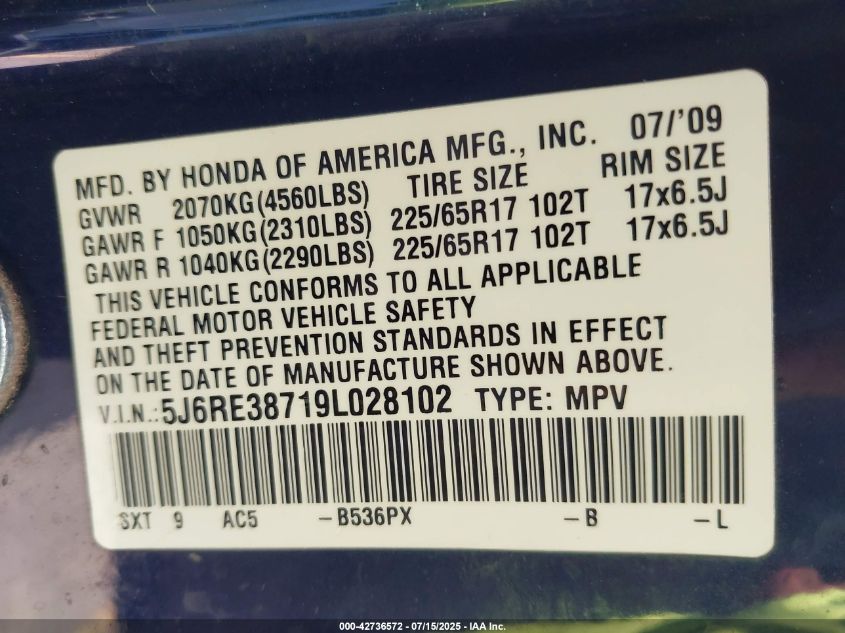 MFD. BY HONDA OF AMERICA MFG., INC. 07/'09
GVWR 2070KG(4560LBS) TIRE SIZE RIM SIZE
GAWR F 1050KG(2310LBS) 225/65R17 102T 17x6.5J
GAWR R 1040KG(2290LBS) 225/65R17 102T 17x6.5J
THIS VEHICLE CONFORMS TO ALL APPLICABLE
FEDERAL MOTOR VEHICLE SAFETY
AND THEFT PREVENTION STANDARDS IN EFFECT
ON THE DATE OF MANUFACTURE SHOWN ABOVE.
V.I.N.: 5J6RE38719L028102 TYPE: MPV
SXT 9 AC5 -B536PX -B -L
000-42736572 - 07/15/2025 - IAA Inc.